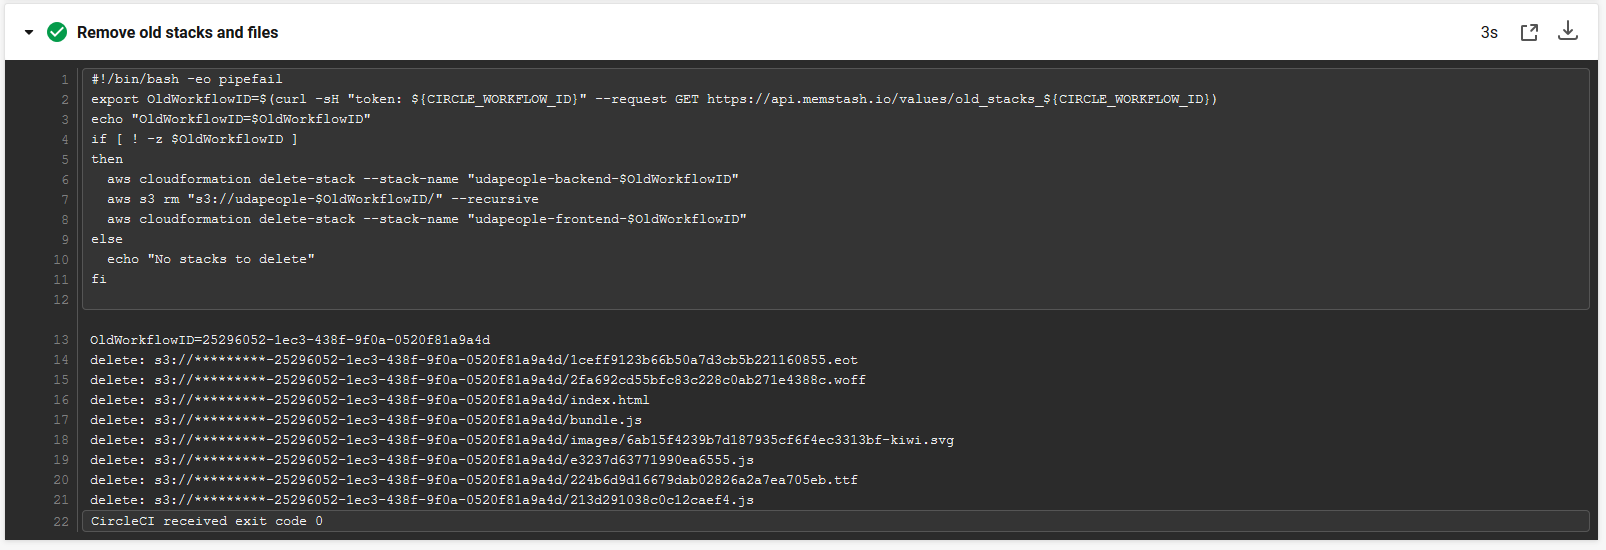 Remove old stacks and files
3s
1 #!/bin/bash -eo pipefail
2 export OldWorkflowID=$(curl -sH "token: ${CIRCLE_WORKFLOW_ID}" --request GET https://api.memstash.io/values/old_stacks_${CIRCLE_WORKFLOW_ID})
3 echo "OldWorkflowID=$OldWorkflowID"
4 if [ ! -z $OldWorkflowID ]
5 then
6   aws cloudformation delete-stack --stack-name "udapeople-backend-$OldWorkflowID"
7   aws s3 rm "s3://udapeople-$OldWorkflowID/" --recursive
8   aws cloudformation delete-stack --stack-name "udapeople-frontend-$OldWorkflowID"
9 else
10   echo "No stacks to delete"
11 fi
12
13 OldWorkflowID=25296052-1ec3-438f-9f0a-0520f81a9a4d
14 delete: s3://*********-25296052-1ec3-438f-9f0a-0520f81a9a4d/1ceff9123b66b50a7d3cb5b221160855.eot
15 delete: s3://*********-25296052-1ec3-438f-9f0a-0520f81a9a4d/2fa692cd55bfc83c228c0ab271e4388c.woff
16 delete: s3://*********-25296052-1ec3-438f-9f0a-0520f81a9a4d/index.html
17 delete: s3://*********-25296052-1ec3-438f-9f0a-0520f81a9a4d/bundle.js
18 delete: s3://*********-25296052-1ec3-438f-9f0a-0520f81a9a4d/images/6ab15f4239b7d187935cf6f4ec3313bf-kiwi.svg
19 delete: s3://*********-25296052-1ec3-438f-9f0a-0520f81a9a4d/e3237d63771990ea6555.js
20 delete: s3://*********-25296052-1ec3-438f-9f0a-0520f81a9a4d/224b6d9d16679dab02826a2a7ea705eb.ttf
21 delete: s3://*********-25296052-1ec3-438f-9f0a-0520f81a9a4d/213d291038c0c12caef4.js
22 CircleCI received exit code 0